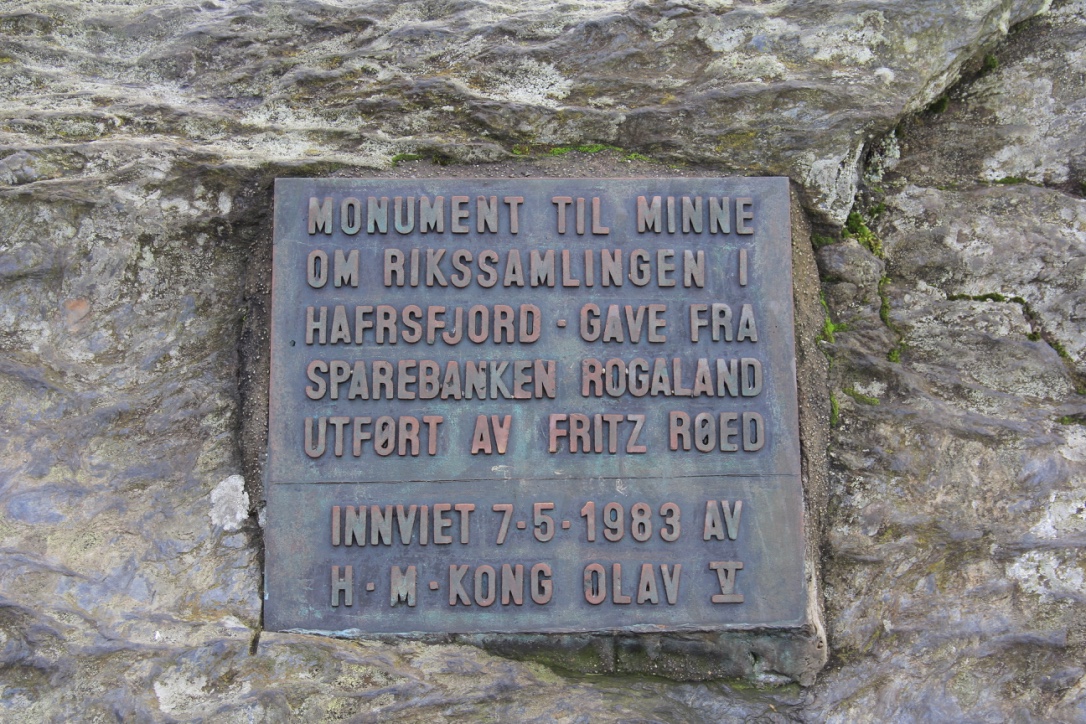 MONUMENT TIL MINNE
OM RIKSSAMLINGEN I
HAFRSFJORD · GAVE FRA
SPAREBANKEN ROGALAND
UTFØRT AV FRITZ RØED
INNVIET 7·5·1983 AV
H·M·KONG OLAV V